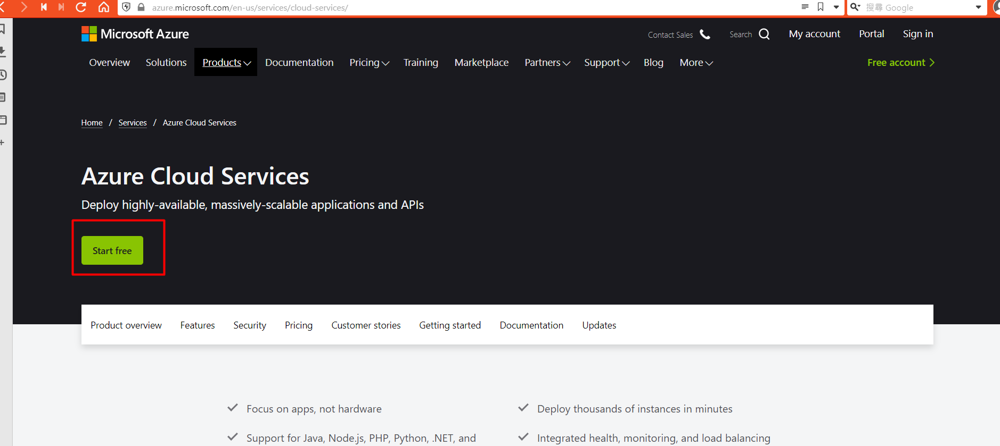 azure.microsoft.com/en-us/services/cloud-services/
搜尋 Google
Microsoft Azure
Contact Sales
Search
My account
Portal
Sign in
Overview
Solutions
Products
Documentation
Pricing
Training
Marketplace
Partners
Support
Blog
More
Free account
Home / Services / Azure Cloud Services
Azure Cloud Services
Deploy highly-available, massively-scalable applications and APIs
Start free
Product overview
Features
Security
Pricing
Customer stories
Getting started
Documentation
Updates
Focus on apps, not hardware
Deploy thousands of instances in minutes
Support for Java, Node.js, PHP, Python, .NET, and
Integrated health, monitoring, and load balancing